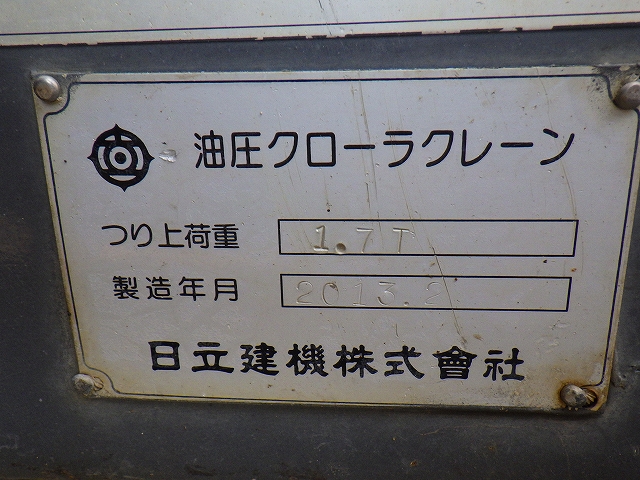 油圧クローラクレーン
つり上荷重 1.7T
製造年月 2013.2
日立建機株式會社